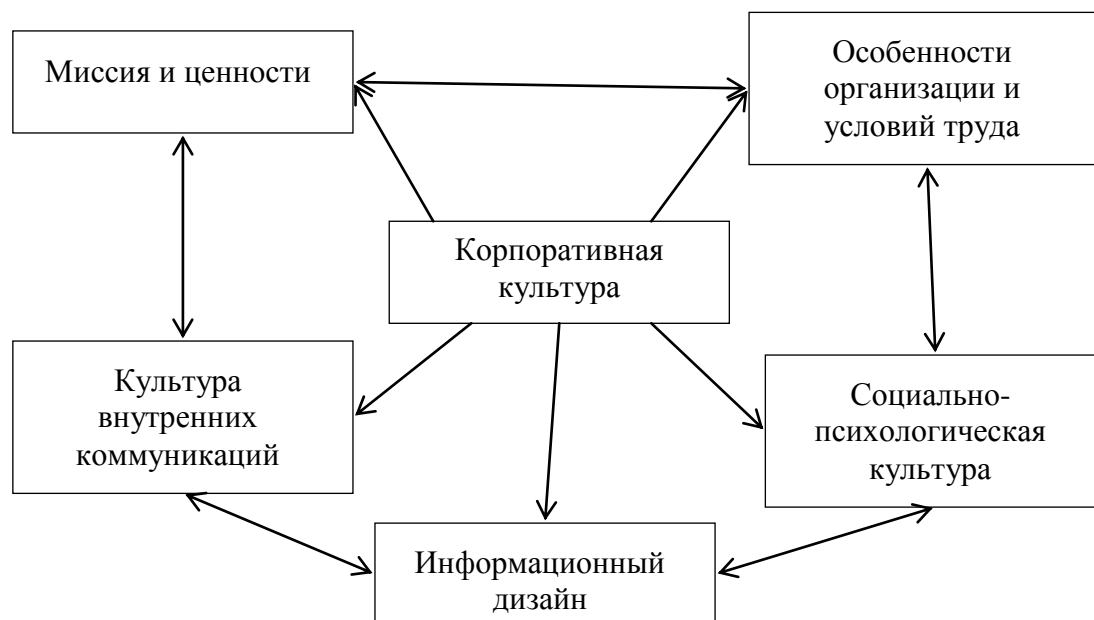 Миссия и ценности
Особенности
организации и
условий труда
Корпоративная
культура
Культура
внутренних
коммуникаций
Социально-
психологическая
культура
Информационный
дизайн